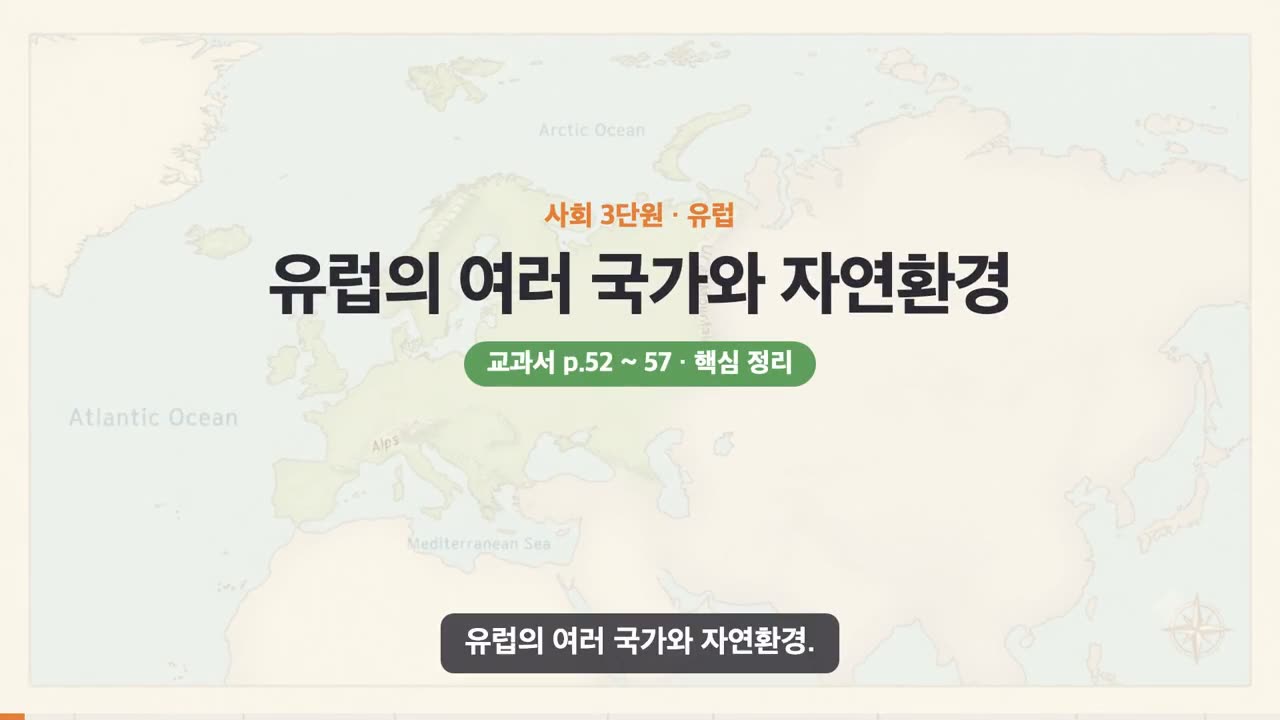 Arctic Ocean
사회 3단원 · 유럽
유럽의 여러 국가와 자연환경
교과서 p.52 ~ 57 · 핵심 정리
Atlantic Ocean
Alps
Mediterranean Sea
유럽의 여러 국가와 자연환경.